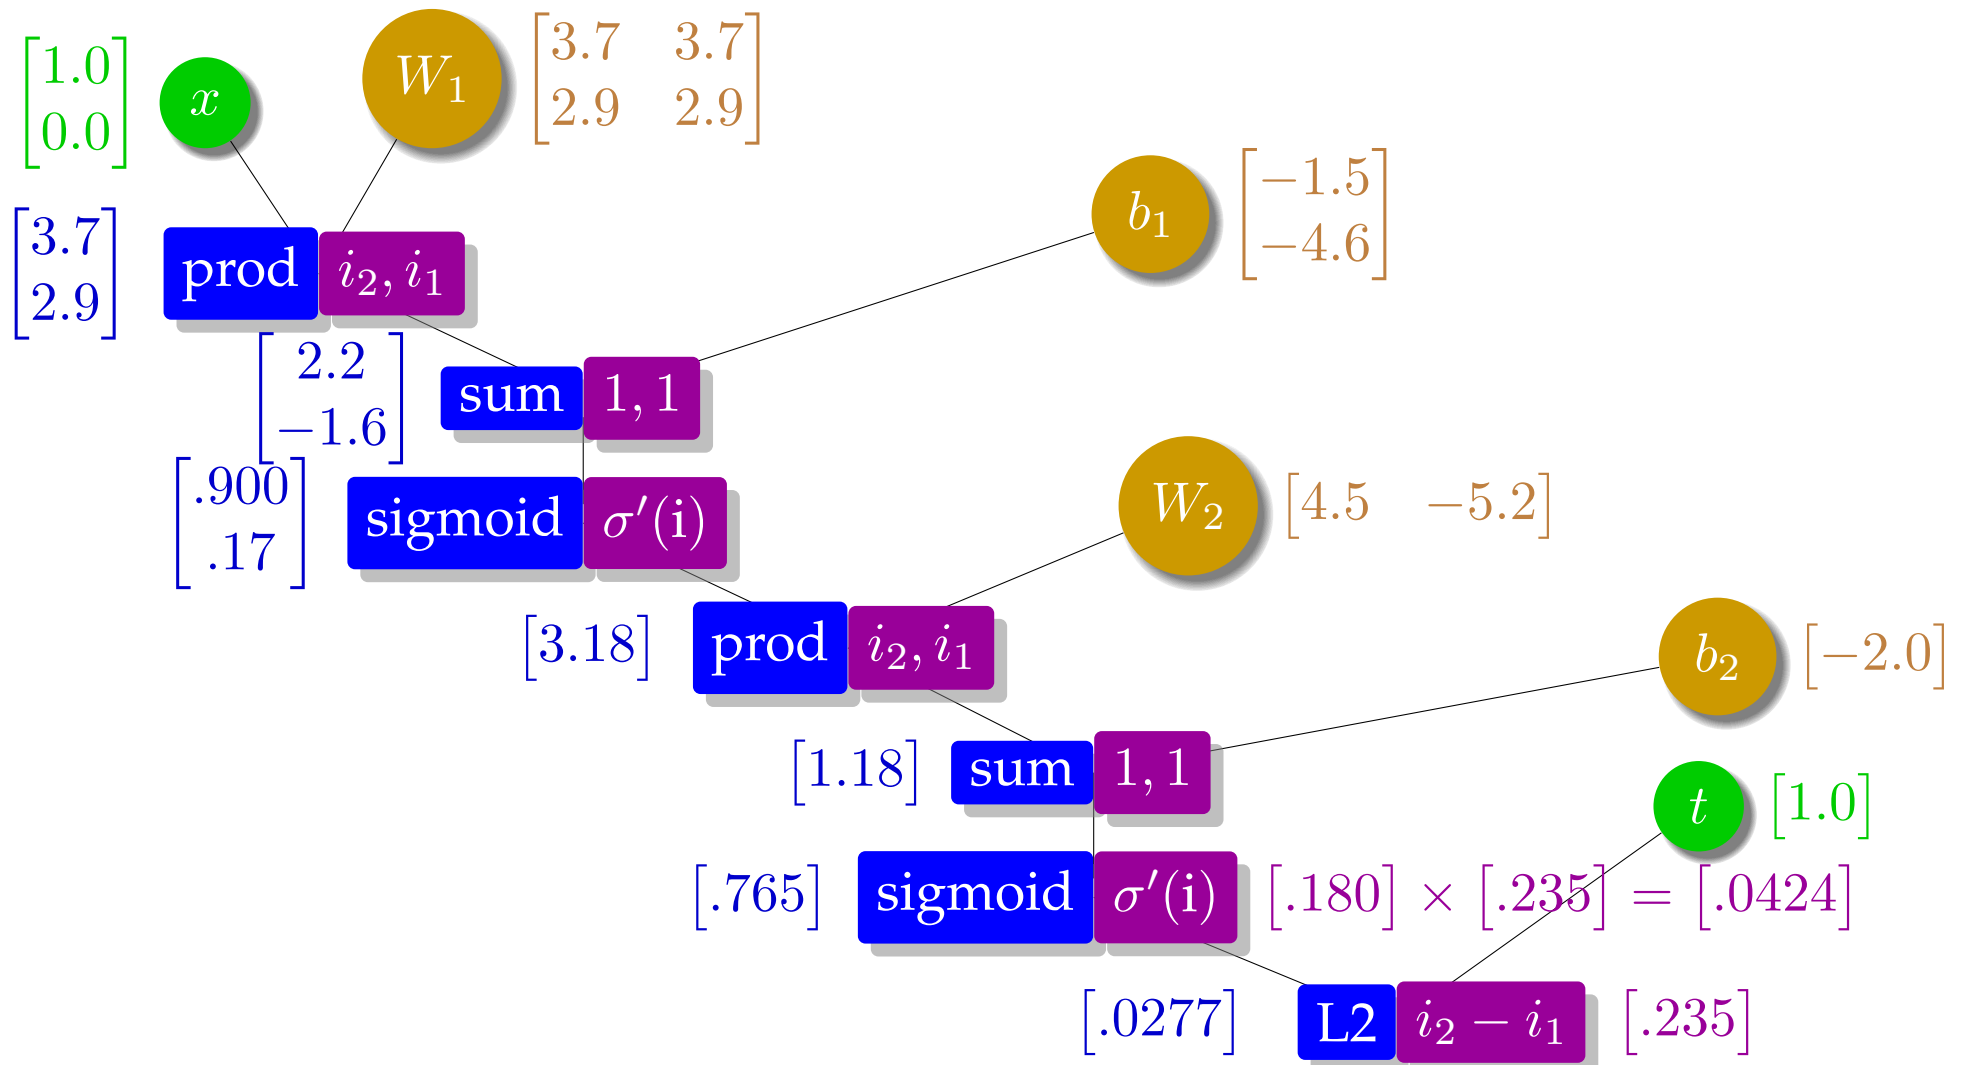 [1.0 0.0] x W₁ [3.7 3.7 2.9 2.9]
[3.7 2.9] prod i₂, i₁ b₁ [−1.5 −4.6]
[2.2 −1.6] sum 1, 1
[.900 .17] sigmoid σ′(i) W₂ [4.5 −5.2]
[3.18] prod i₂, i₁ b₂ [−2.0]
[1.18] sum 1, 1 t [1.0]
[.765] sigmoid σ′(i) [.180] × [.235] = [.0424]
[.0277] L2 i₂ − i₁ [.235]